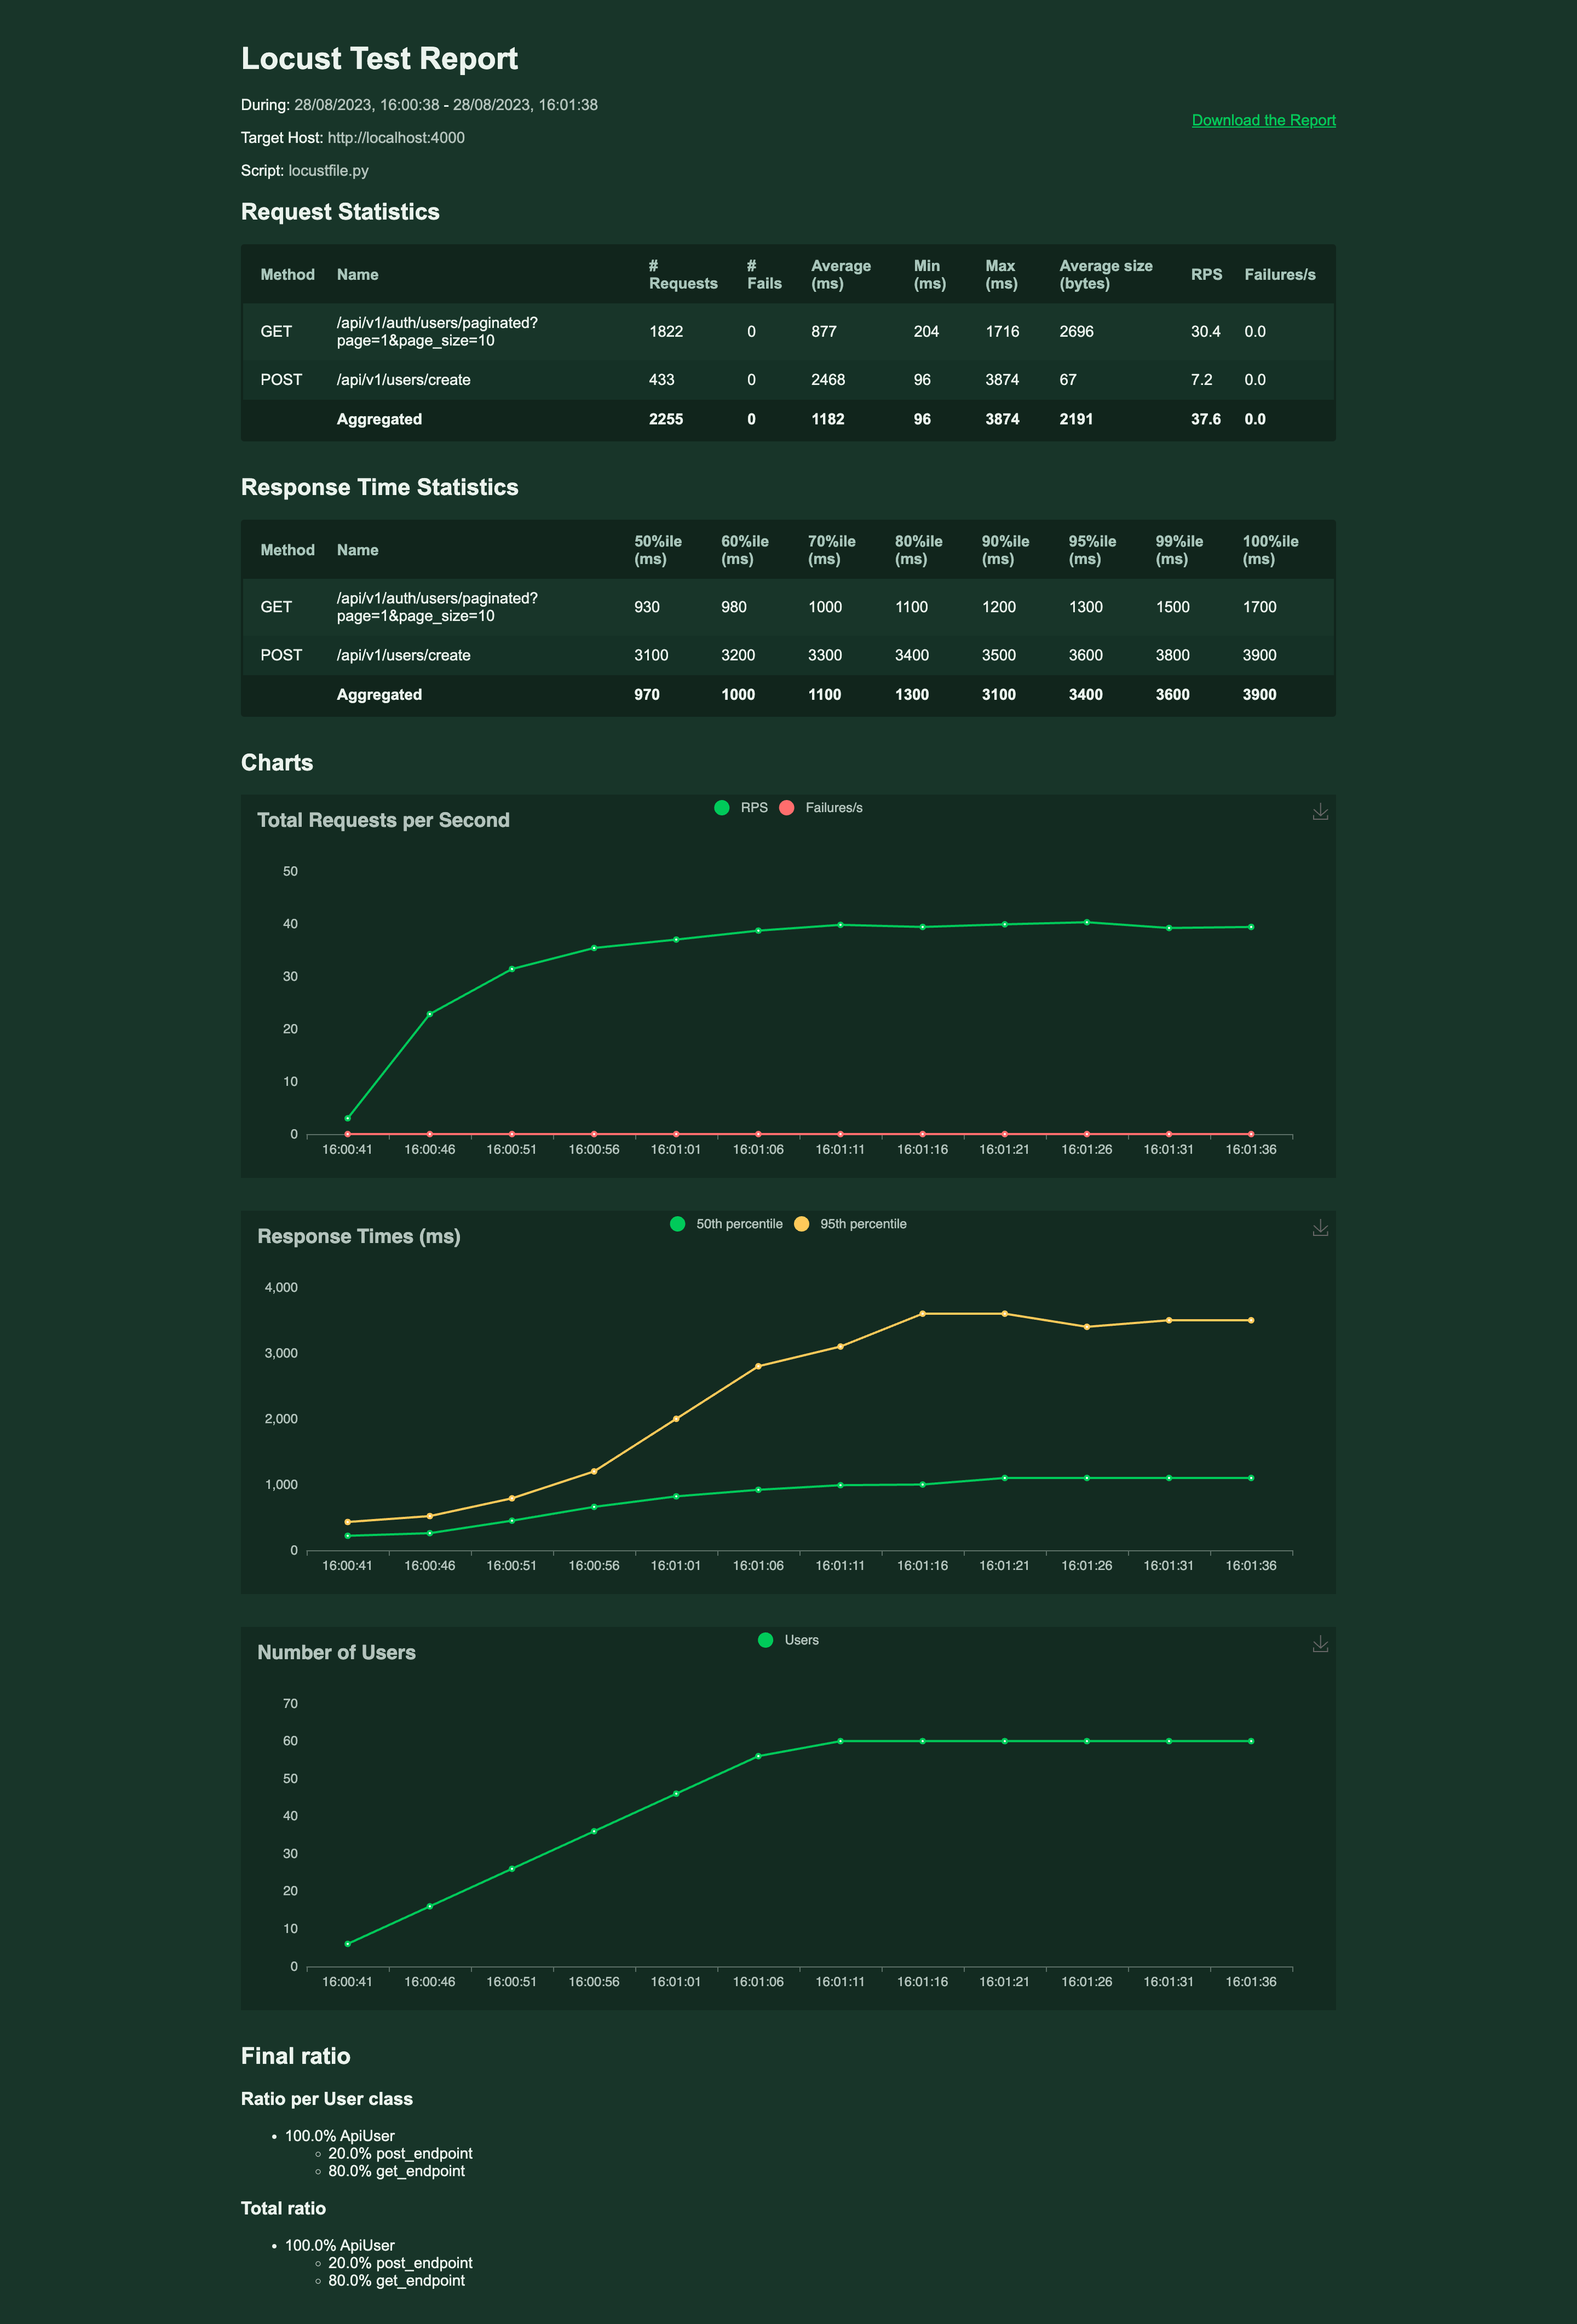 Locust Test Report
During: 28/08/2023, 16:00:38 - 28/08/2023, 16:01:38
Download the Report
Target Host: http://localhost:4000
Script: locustfile.py
Request Statistics
Method Name # Requests # Fails Average (ms) Min (ms) Max (ms) Average size (bytes) RPS Failures/s
GET /api/v1/auth/users/paginated?page=1&page_size=10 1822 0 877 204 1716 2696 30.4 0.0
POST /api/v1/users/create 433 0 2468 96 3874 67 7.2 0.0
Aggregated 2255 0 1182 96 3874 2191 37.6 0.0
Response Time Statistics
Method Name 50%ile (ms) 60%ile (ms) 70%ile (ms) 80%ile (ms) 90%ile (ms) 95%ile (ms) 99%ile (ms) 100%ile (ms)
GET /api/v1/auth/users/paginated?page=1&page_size=10 930 980 1000 1100 1200 1300 1500 1700
POST /api/v1/users/create 3100 3200 3300 3400 3500 3600 3800 3900
Aggregated 970 1000 1100 1300 3100 3400 3600 3900
Charts
Total Requests per Second
RPS Failures/s
50
40
30
20
10
0
16:00:41 16:00:46 16:00:51 16:00:56 16:01:01 16:01:06 16:01:11 16:01:16 16:01:21 16:01:26 16:01:31 16:01:36
Response Times (ms)
50th percentile 95th percentile
4,000
3,000
2,000
1,000
0
16:00:41 16:00:46 16:00:51 16:00:56 16:01:01 16:01:06 16:01:11 16:01:16 16:01:21 16:01:26 16:01:31 16:01:36
Number of Users
Users
70
60
50
40
30
20
10
0
16:00:41 16:00:46 16:00:51 16:00:56 16:01:01 16:01:06 16:01:11 16:01:16 16:01:21 16:01:26 16:01:31 16:01:36
Final ratio
Ratio per User class
• 100.0% ApiUser
◦ 20.0% post_endpoint
◦ 80.0% get_endpoint
Total ratio
• 100.0% ApiUser
◦ 20.0% post_endpoint
◦ 80.0% get_endpoint